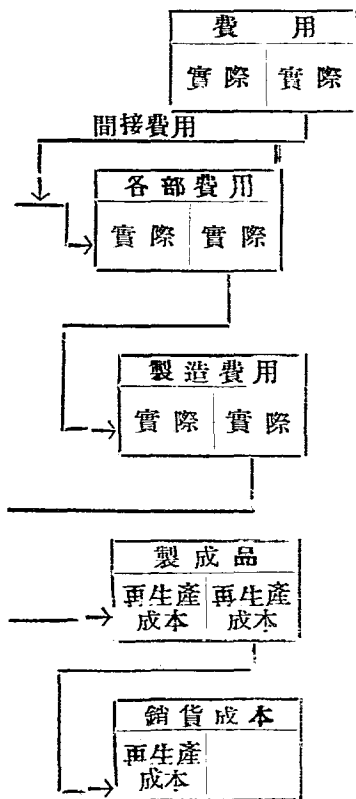 費 用
實際 實際
間接費用
各部費用
實際 實際
製造費用
實際 實際
製成品
再生產 再生產
成本 成本
銷貨成本
再生產
成本